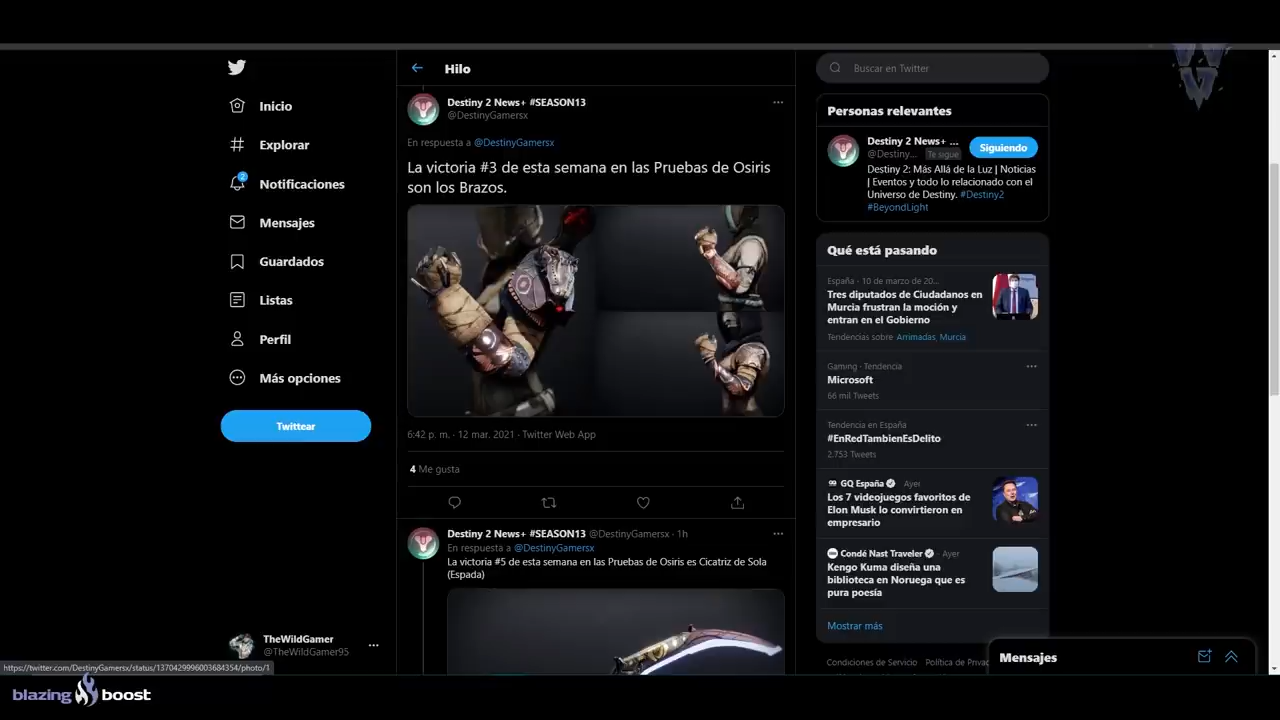 Inicio
Explorar
2
Notificaciones
Mensajes
Guardados
Listas
Perfil
Más opciones
Twittear
TheWildGamer
@TheWildGamer95
https://twitter.com/DestinyGamersx/status/1370429996003684354/photo/1
blazing boost
Hilo
Destiny 2 News+ #SEASON13
@DestinyGamersx
En respuesta a @DestinyGamersx
La victoria #3 de esta semana en las Pruebas de Osiris
son los Brazos.
6:42 p. m. · 12 mar. 2021 · Twitter Web App
4 Me gusta
Destiny 2 News+ #SEASON13 @DestinyGamersx · 1h
En respuesta a @DestinyGamersx
La victoria #5 de esta semana en las Pruebas de Osiris es Cicatriz de Sola
(Espada)
Buscar en Twitter
Personas relevantes
Destiny 2 News+ ...
@Destiny... Te sigue
Siguiendo
Destiny 2: Más Allá de la Luz | Noticias
| Eventos y todo lo relacionado con el
Universo de Destiny. #Destiny2
#BeyondLight
Qué está pasando
España · 10 de marzo de 20...
Tres diputados de Ciudadanos en
Murcia frustran la moción y
entran en el Gobierno
Tendencias sobre Arrimadas, Murcia
Gaming · Tendencia
Microsoft
66 mil Tweets
Tendencia en España
#EnRedTambienEsDelito
2.753 Tweets
GQ España · Ayer
Los 7 videojuegos favoritos de
Elon Musk lo convirtieron en
empresario
Condé Nast Traveler · Ayer
Kengo Kuma diseña una
biblioteca en Noruega que es
pura poesía
Mostrar más
Condiciones de Servicio Política de Privac
Mensajes